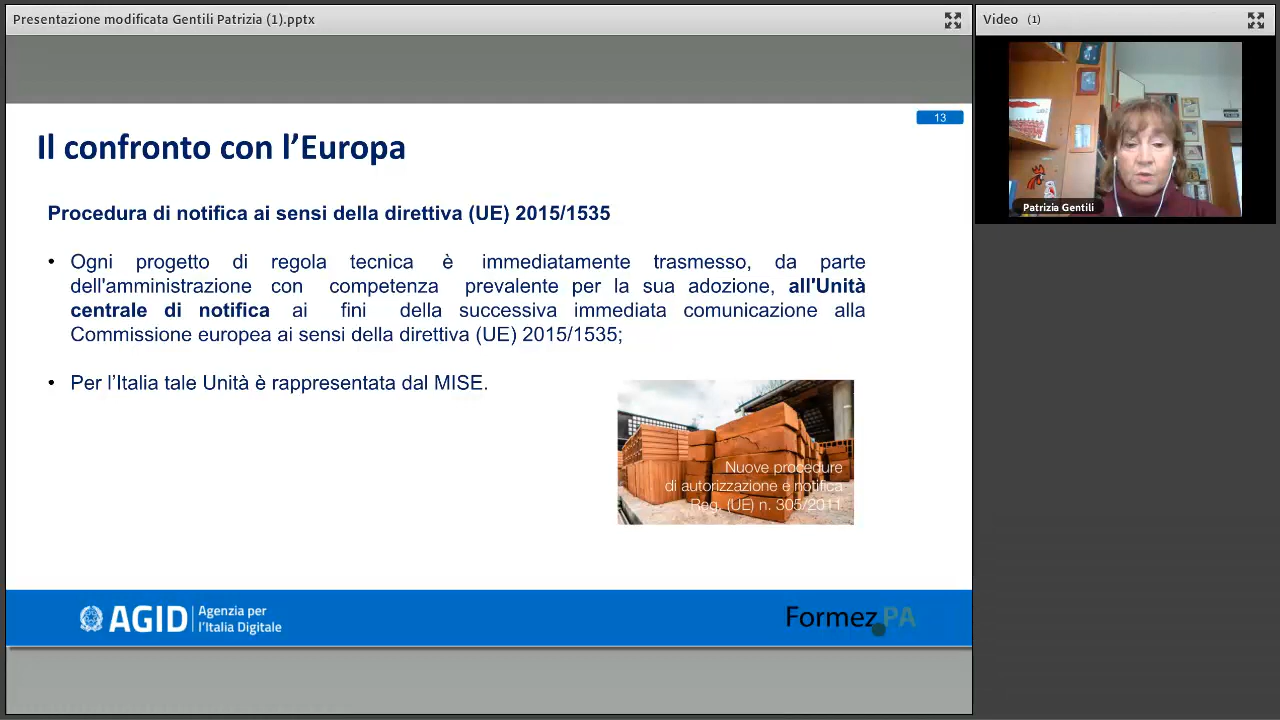 Presentazione modificata Gentili Patrizia (1).pptx
Video (1)
Patrizia Gentili
13
Il confronto con l’Europa
Procedura di notifica ai sensi della direttiva (UE) 2015/1535
• Ogni progetto di regola tecnica è immediatamente trasmesso, da parte
dell'amministrazione con competenza prevalente per la sua adozione, all'Unità
centrale di notifica ai fini della successiva immediata comunicazione alla
Commissione europea ai sensi della direttiva (UE) 2015/1535;
• Per l’Italia tale Unità è rappresentata dal MISE.
Nuove procedure
di autorizzazione e notifica
Reg. (UE) n. 305/2011
AGID Agenzia per
l’Italia Digitale
Formez PA